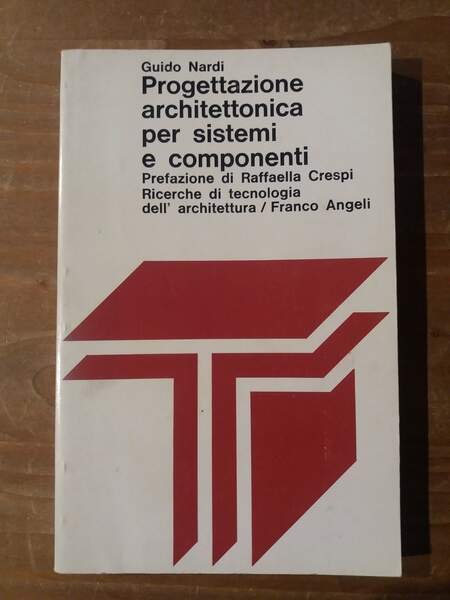 Guido Nardi
Progettazione
architettonica
per sistemi
e componenti
Prefazione di Raffaella Crespi
Ricerche di tecnologia
dell' architettura / Franco Angeli